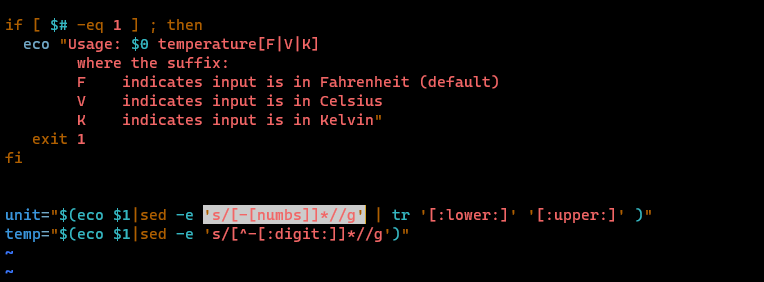 if [ $# -eq 1 ] ; then
  eco "Usage: $0 temperature[F|V|K]
        where the suffix:
        F    indicates input is in Fahrenheit (default)
        V    indicates input is in Celsius
        K    indicates input is in Kelvin"
   exit 1
fi
unit="$(eco $1|sed -e 's/[-[numbs]]*//g' | tr '[:lower:]' '[:upper:]' )"
temp="$(eco $1|sed -e 's/[^-[:digit:]]*//g')"
~
~